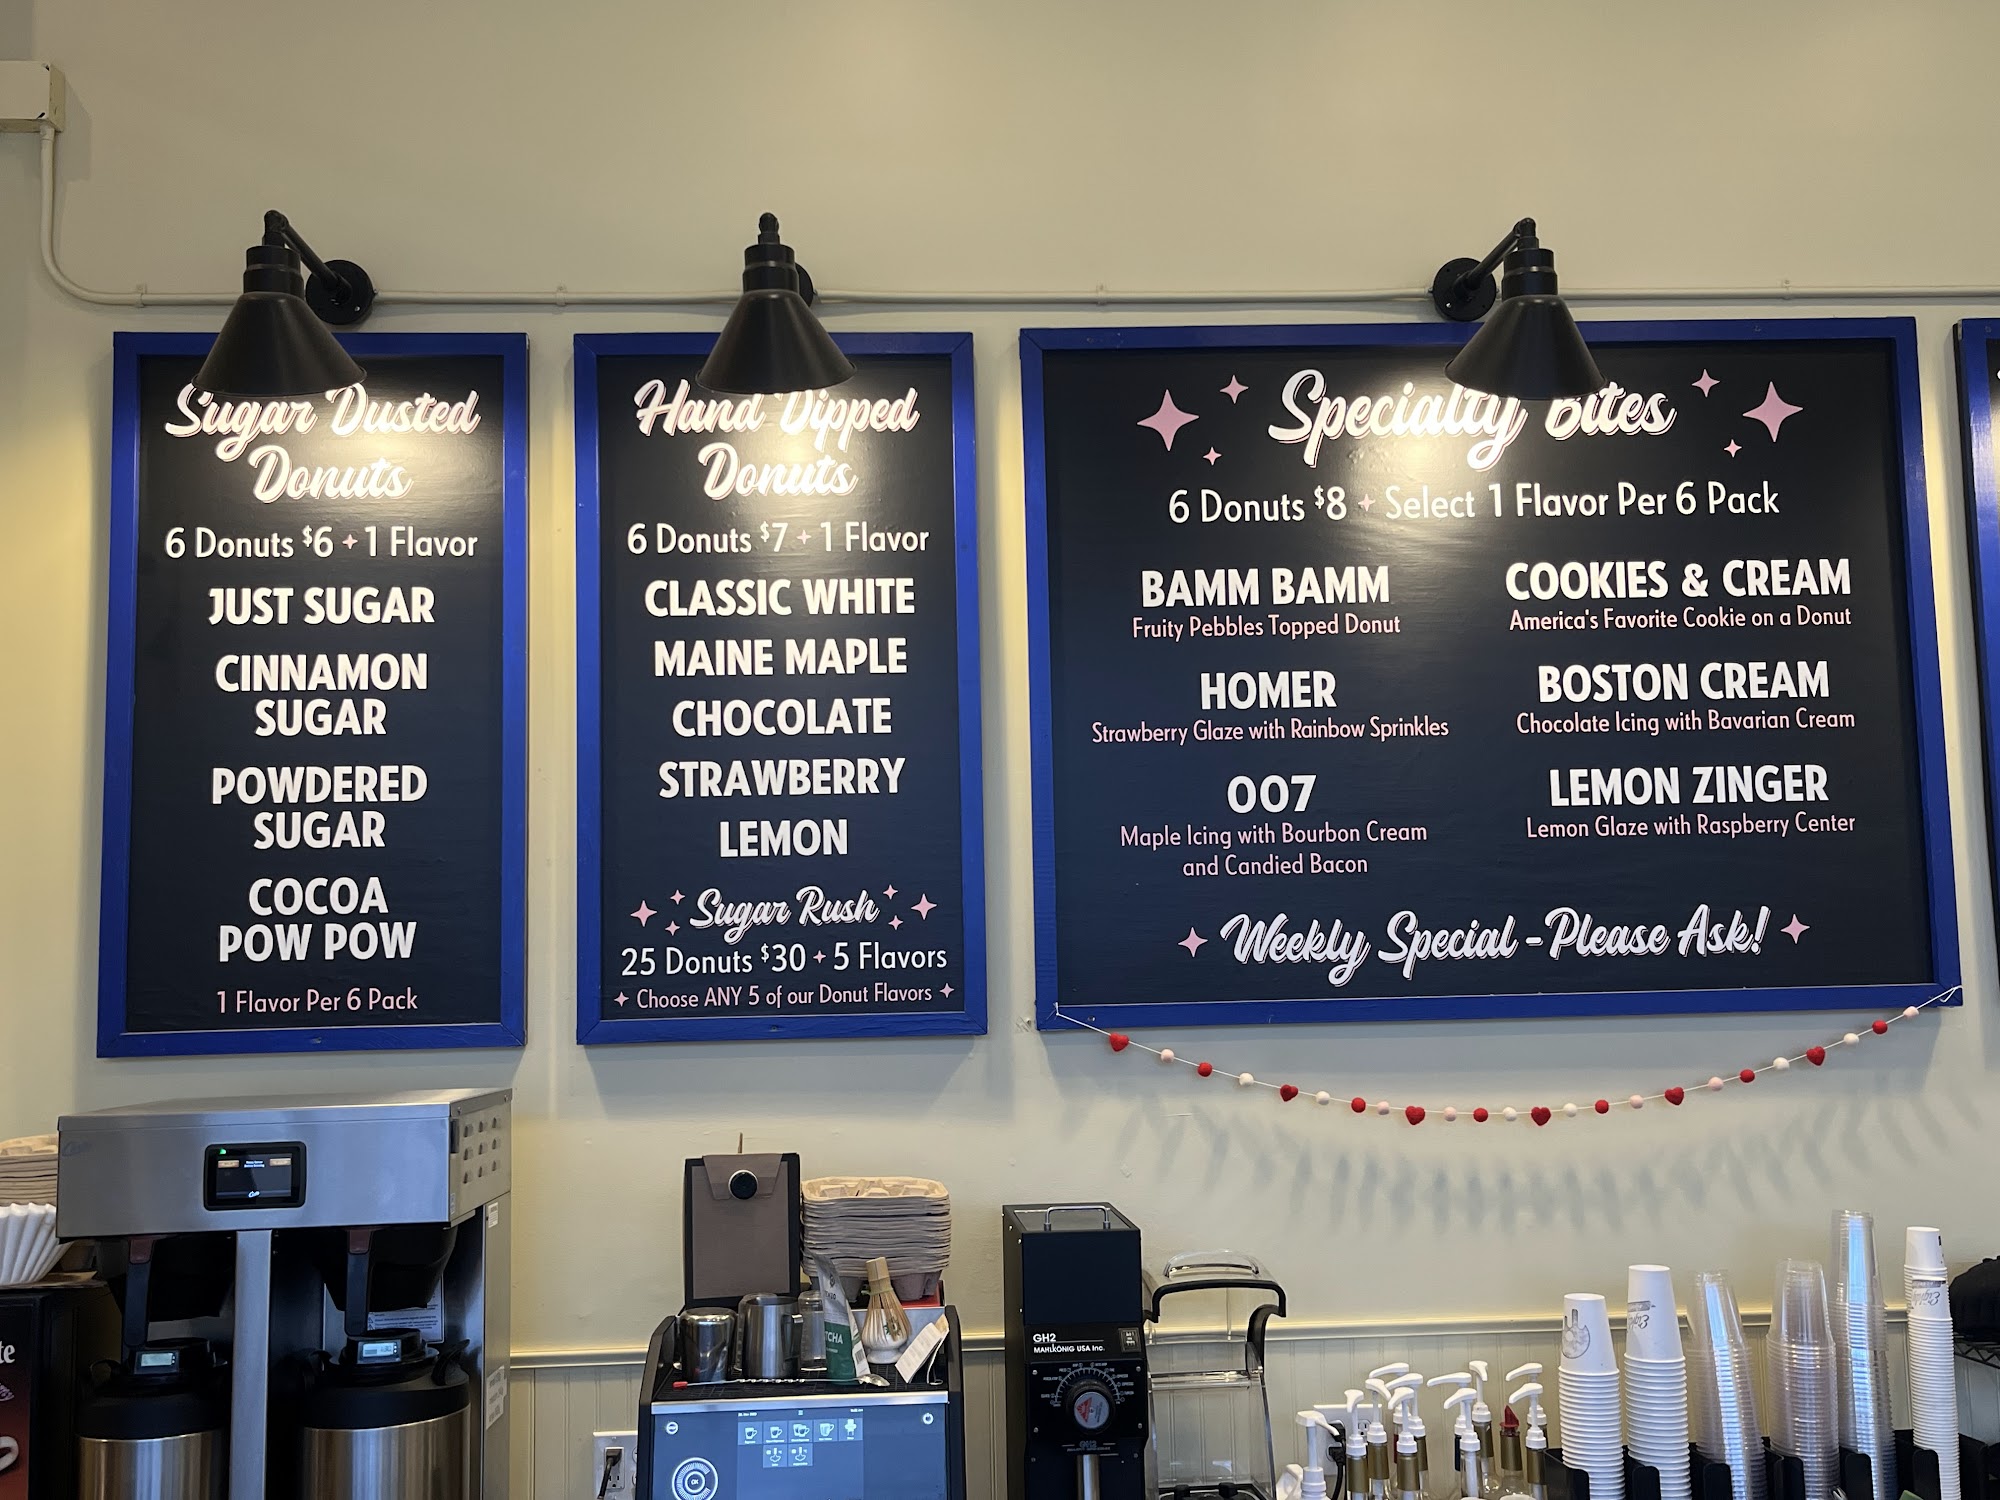 Sugar Dusted
Donuts
6 Donuts $6 + 1 Flavor
JUST SUGAR
CINNAMON
SUGAR
POWDERED
SUGAR
COCOA
POW POW
1 Flavor Per 6 Pack
Hand Dipped
Donuts
6 Donuts $7 + 1 Flavor
CLASSIC WHITE
MAINE MAPLE
CHOCOLATE
STRAWBERRY
LEMON
Sugar Rush
25 Donuts $30 + 5 Flavors
Choose ANY 5 of our Donut Flavors
Specialty Bites
6 Donuts $8 + Select 1 Flavor Per 6 Pack
BAMM BAMM
Fruity Pebbles Topped Donut
HOMER
Strawberry Glaze with Rainbow Sprinkles
007
Maple Icing with Bourbon Cream
and Candied Bacon
COOKIES & CREAM
America's Favorite Cookie on a Donut
BOSTON CREAM
Chocolate Icing with Bavarian Cream
LEMON ZINGER
Lemon Glaze with Raspberry Center
Weekly Special - Please Ask!
GH2
MAHLKÖNIG USA Inc.
OK